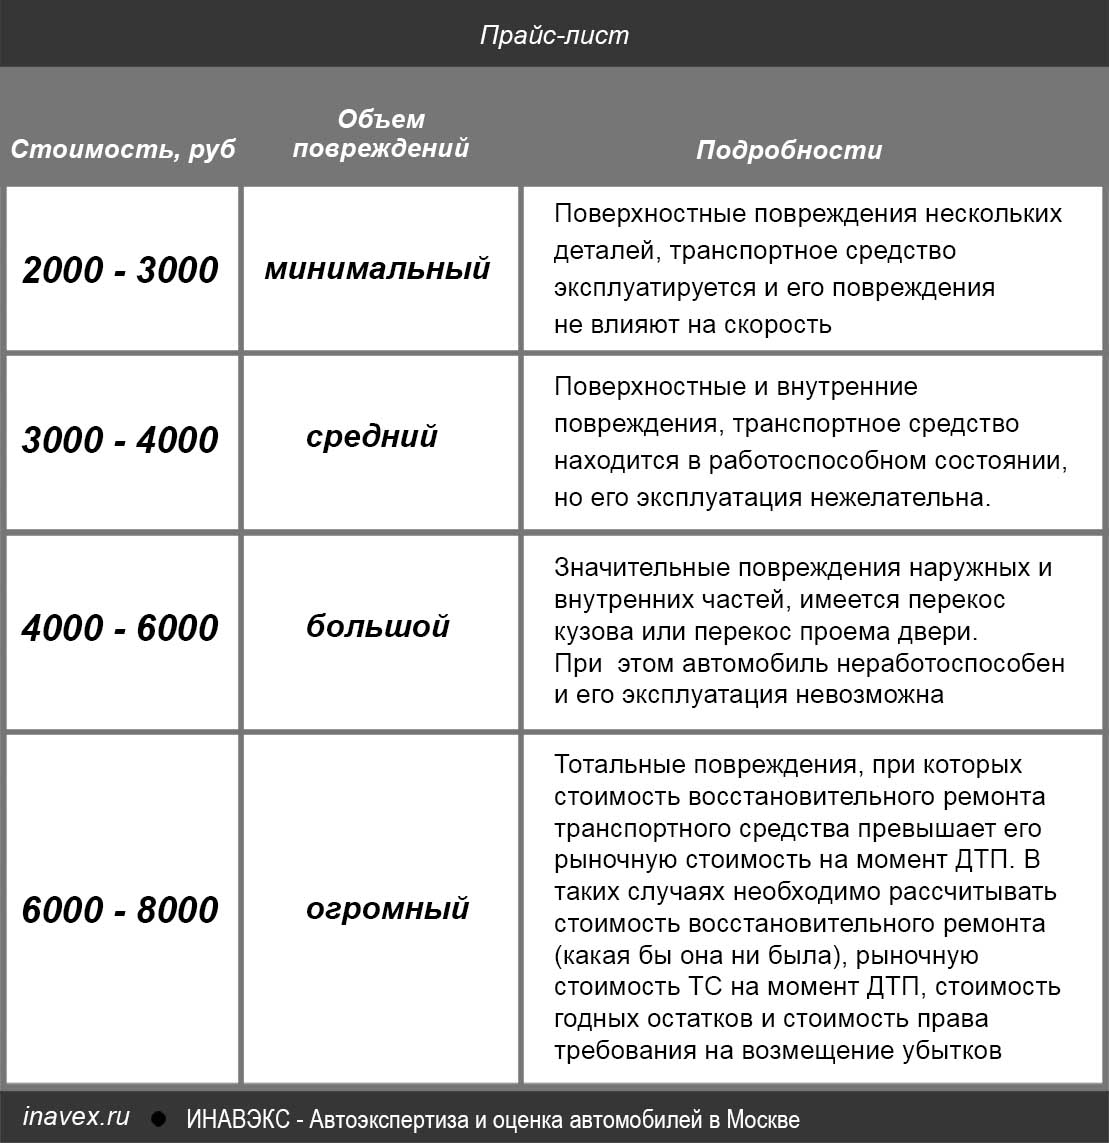 Прайс-лист
Стоимость, руб
Объем
повреждений
Подробности
2000 - 3000
минимальный
Поверхностные повреждения нескольких
деталей, транспортное средство
эксплуатируется и его повреждения
не влияют на скорость
3000 - 4000
средний
Поверхностные и внутренние
повреждения, транспортное средство
находится в работоспособном состоянии,
но его эксплуатация нежелательна.
4000 - 6000
большой
Значительные повреждения наружных и
внутренних частей, имеется перекос
кузова или перекос проема двери.
При  этом автомобиль неработоспособен
и его эксплуатация невозможна
6000 - 8000
огромный
Тотальные повреждения, при которых
стоимость восстановительного ремонта
транспортного средства превышает его
рыночную стоимость на момент ДТП. В
таких случаях необходимо рассчитывать
стоимость восстановительного ремонта
(какая бы она ни была), рыночную
стоимость ТС на момент ДТП, стоимость
годных остатков и стоимость права
требования на возмещение убытков
inavex.ru ● ИНАВЭКС - Автоэкспертиза и оценка автомобилей в Москве